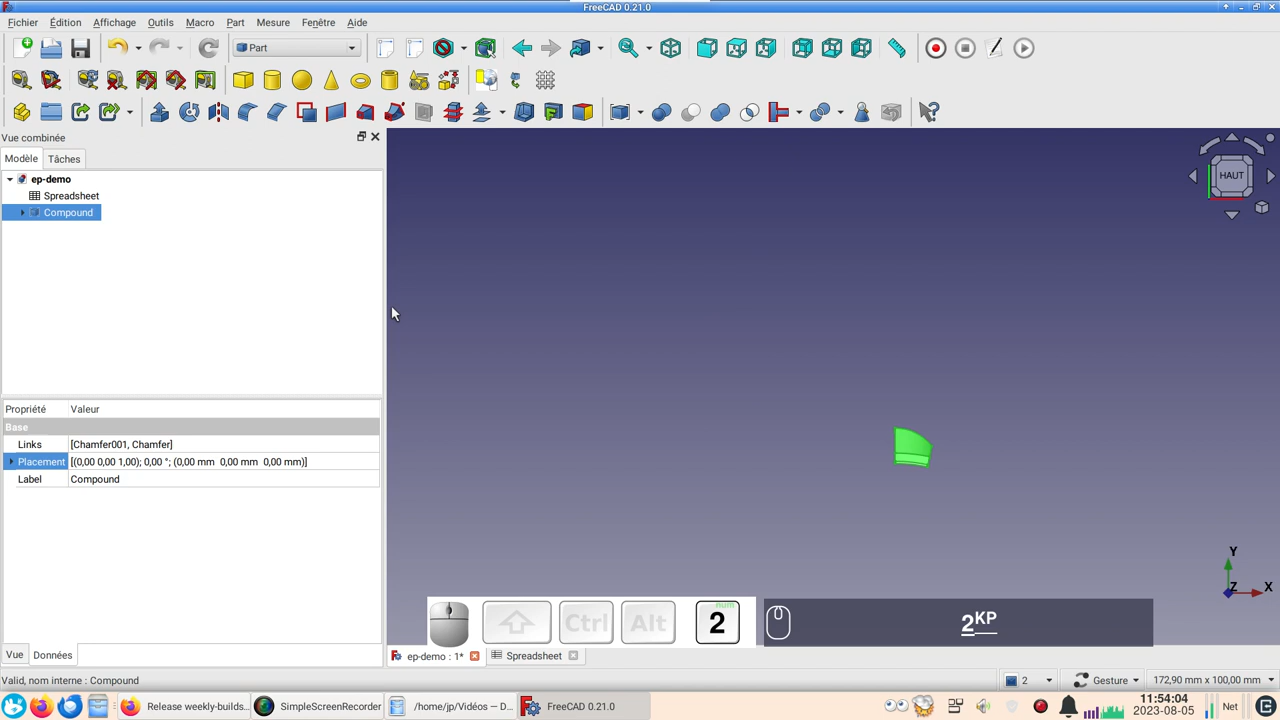 FreeCAD 0.21.0
Fichier Édition Affichage Outils Macro Part Mesure Fenêtre Aide
Part
Vue combinée
Modèle Tâches
ep-demo
Spreadsheet
Compound
HAUT
Propriété Valeur
Base
Links [Chamfer001, Chamfer]
Placement [(0,00 0,00 1,00); 0,00 °; (0,00 mm 0,00 mm 0,00 mm)]
Label Compound
Y
Z X
num
Ctrl Alt 2 2KP
Vue Données
ep-demo : 1* Spreadsheet
Valid, nom interne : Compound 2 Gesture 172,90 mm x 100,00 mm
Release weekly-builds... SimpleScreenRecorder /home/jp/Vidéos — D... FreeCAD 0.21.0 Net 11:54:04
2023-08-05